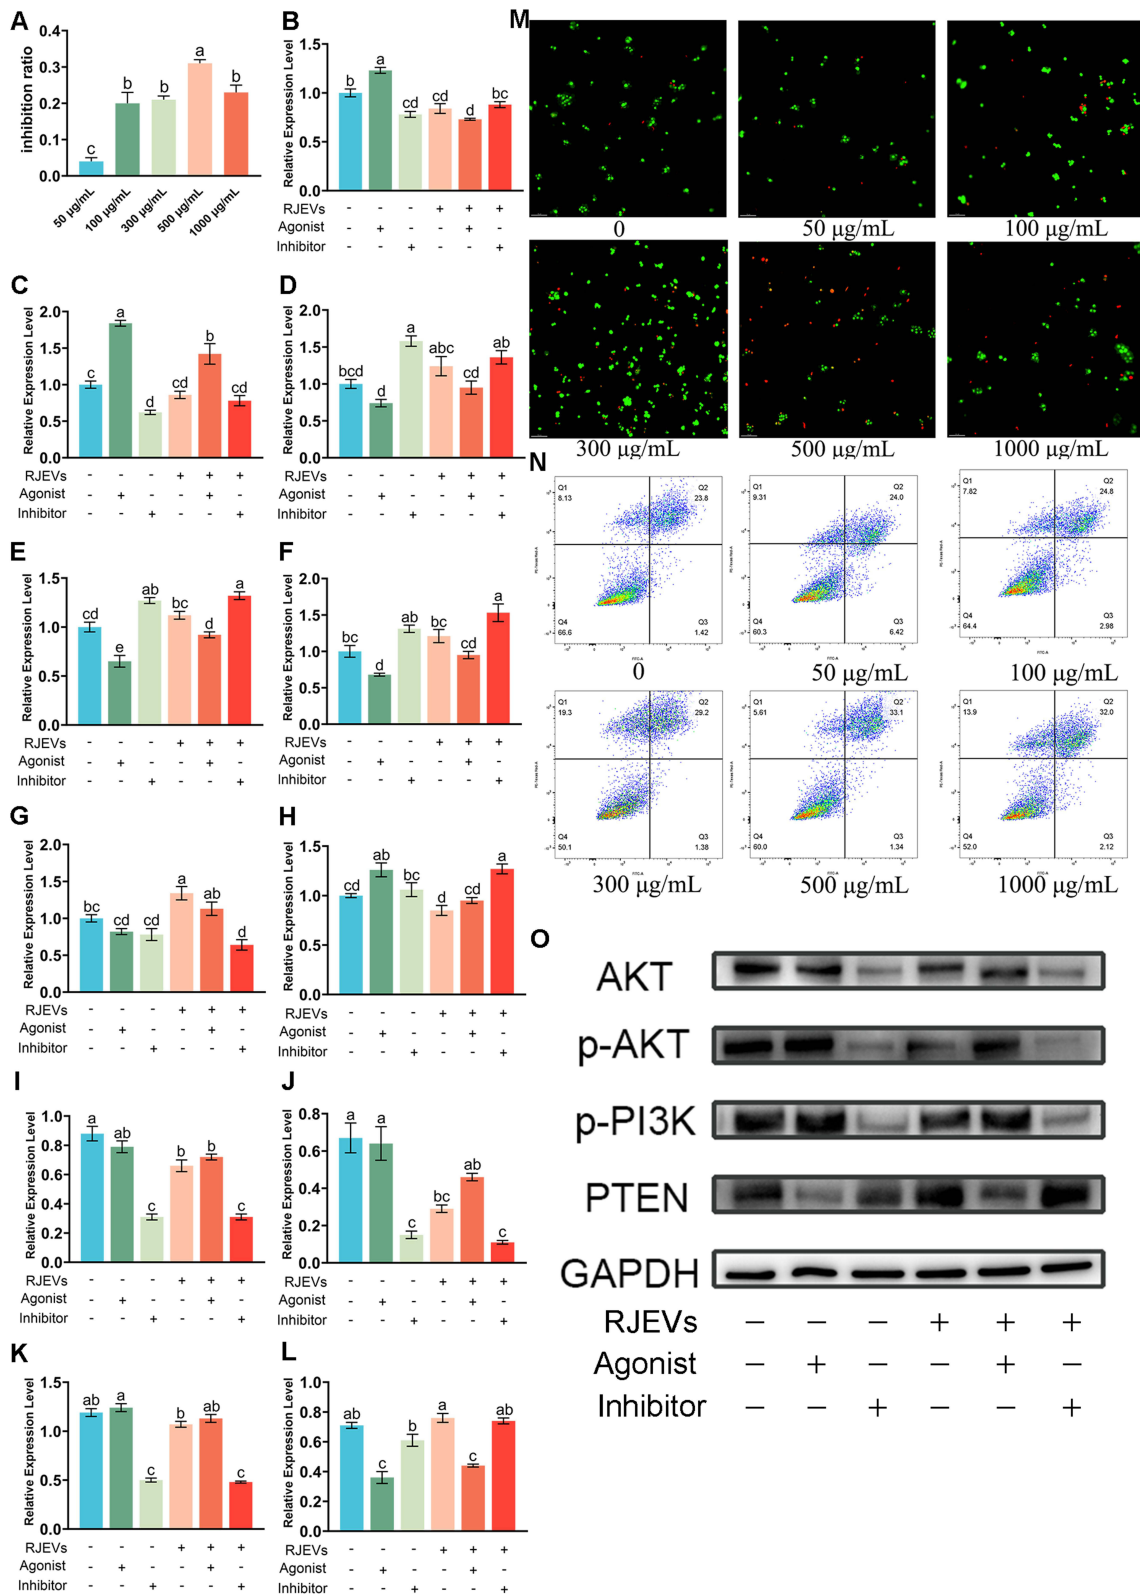 A
inhibition ratio
0.4
0.3
0.2
0.1
0.0
c
b
b
a
b
50 μg/mL
100 μg/mL
300 μg/mL
500 μg/mL
1000 μg/mL
B
Relative Expression Level
1.5
1.0
0.5
0.0
b
a
cd
cd
d
bc
RJEVs - - - + + +
Agonist - + - - + -
Inhibitor - - + - - +
C
Relative Expression Level
2.0
1.5
1.0
0.5
0.0
c
a
d
cd
b
cd
RJEVs - - - + + +
Agonist - + - - + -
Inhibitor - - + - - +
D
Relative Expression Level
2.0
1.5
1.0
0.5
0.0
bcd
d
a
abc
cd
ab
RJEVs - - - + + +
Agonist - + - - + -
Inhibitor - - + - - +
E
Relative Expression Level
1.5
1.0
0.5
0.0
cd
e
ab
bc
d
a
RJEVs - - - + + +
Agonist - + - - + -
Inhibitor - - + - - +
F
Relative Expression Level
2.0
1.5
1.0
0.5
0.0
bc
d
ab
ab
cd
a
RJEVs - - - + + +
Agonist - + - - + -
Inhibitor - - + - - +
G
Relative Expression Level
2.0
1.5
1.0
0.5
0.0
bc
cd
cd
a
ab
d
RJEVs - - - + + +
Agonist - + - - + -
Inhibitor - - + - - +
H
Relative Expression Level
1.5
1.0
0.5
0.0
cd
ab
bc
d
cd
a
RJEVs - - - + + +
Agonist - + - - + -
Inhibitor - - + - - +
I
Relative Expression Level
1.0
0.8
0.6
0.4
0.2
0.0
a
ab
c
b
b
c
RJEVs - - - + + +
Agonist - + - - + -
Inhibitor - - + - - +
J
Relative Expression Level
0.8
0.6
0.4
0.2
0.0
a
a
c
bc
ab
c
RJEVs - - - + + +
Agonist - + - - + -
Inhibitor - - + - - +
K
Relative Expression Level
1.5
1.0
0.5
0.0
ab
a
c
b
ab
c
RJEVs - - - + + +
Agonist - + - - + -
Inhibitor - - + - - +
L
Relative Expression Level
1.0
0.8
0.6
0.4
0.2
0.0
ab
c
b
a
c
ab
RJEVs - - - + + +
Agonist - + - - + -
Inhibitor - - + - - +
M
0
50 μg/mL
100 μg/mL
300 μg/mL
500 μg/mL
1000 μg/mL
N
Q1
8.13
Q2
23.8
Q4
66.6
Q3
1.42
0
Q1
9.31
Q2
24.0
Q4
60.3
Q3
6.42
50 μg/mL
Q1
7.82
Q2
24.8
Q4
64.4
Q3
2.98
100 μg/mL
Q1
19.3
Q2
29.2
Q4
50.1
Q3
1.38
300 μg/mL
Q1
5.61
Q2
33.1
Q4
60.0
Q3
1.34
500 μg/mL
Q1
13.9
Q2
32.0
Q4
52.0
Q3
2.12
1000 μg/mL
O
AKT
p-AKT
p-PI3K
PTEN
GAPDH
RJEVs − − − + + +
Agonist − + − − + −
Inhibitor − − + − − +